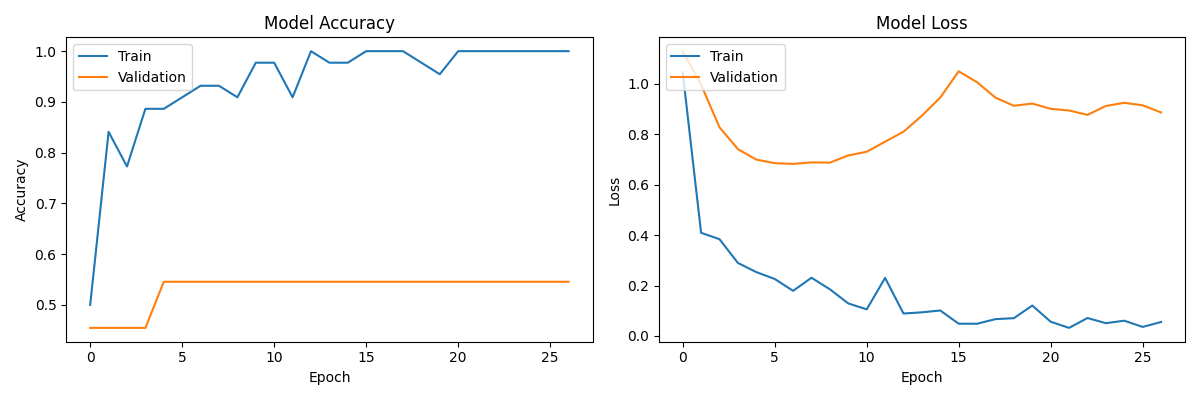 Model Accuracy
Train
Validation
1.0
0.9
0.8
0.7
0.6
0.5
Accuracy
0 5 10 15 20 25
Epoch
Model Loss
Train
Validation
1.0
0.8
0.6
0.4
0.2
0.0
Loss
0 5 10 15 20 25
Epoch